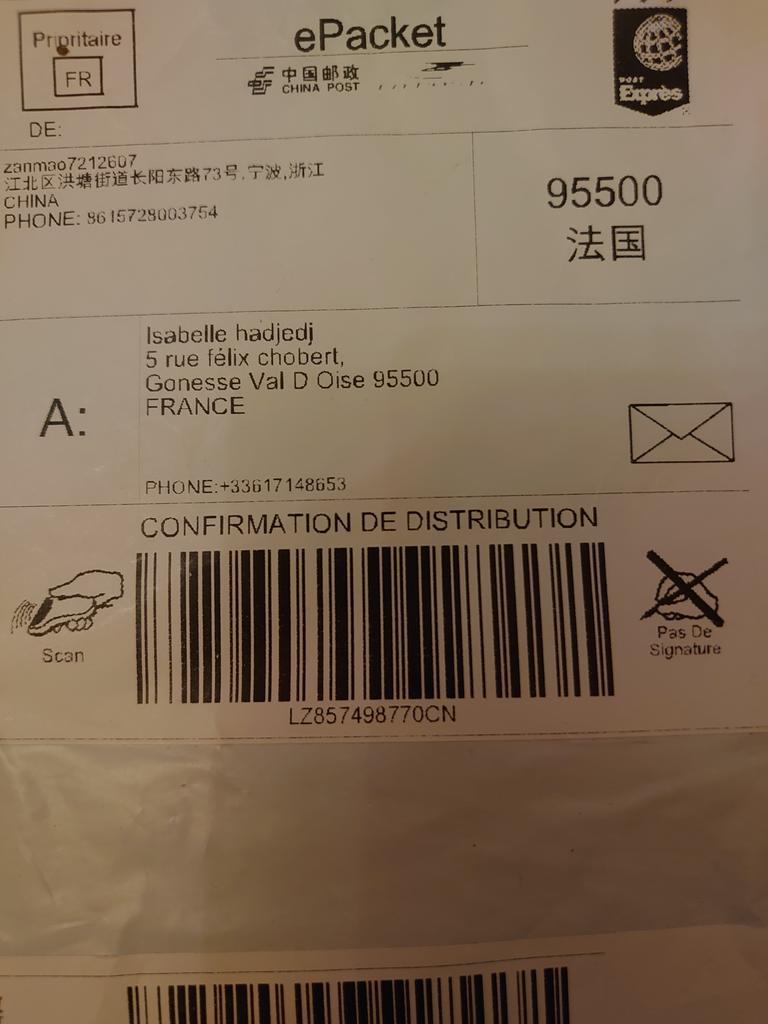 Prioritaire
FR
ePacket
中国邮政
CHINA POST
POST
Exprès
DE:
zanmao7212607
江北区洪塘街道长阳东路73号,宁波,浙江
CHINA
PHONE: 8615728003754
95500
法国
A:
Isabelle hadjedj
5 rue félix chobert,
Gonesse Val D Oise 95500
FRANCE
PHONE:+33617148653
CONFIRMATION DE DISTRIBUTION
Scan
Pas De
Signature
LZ857498770CN